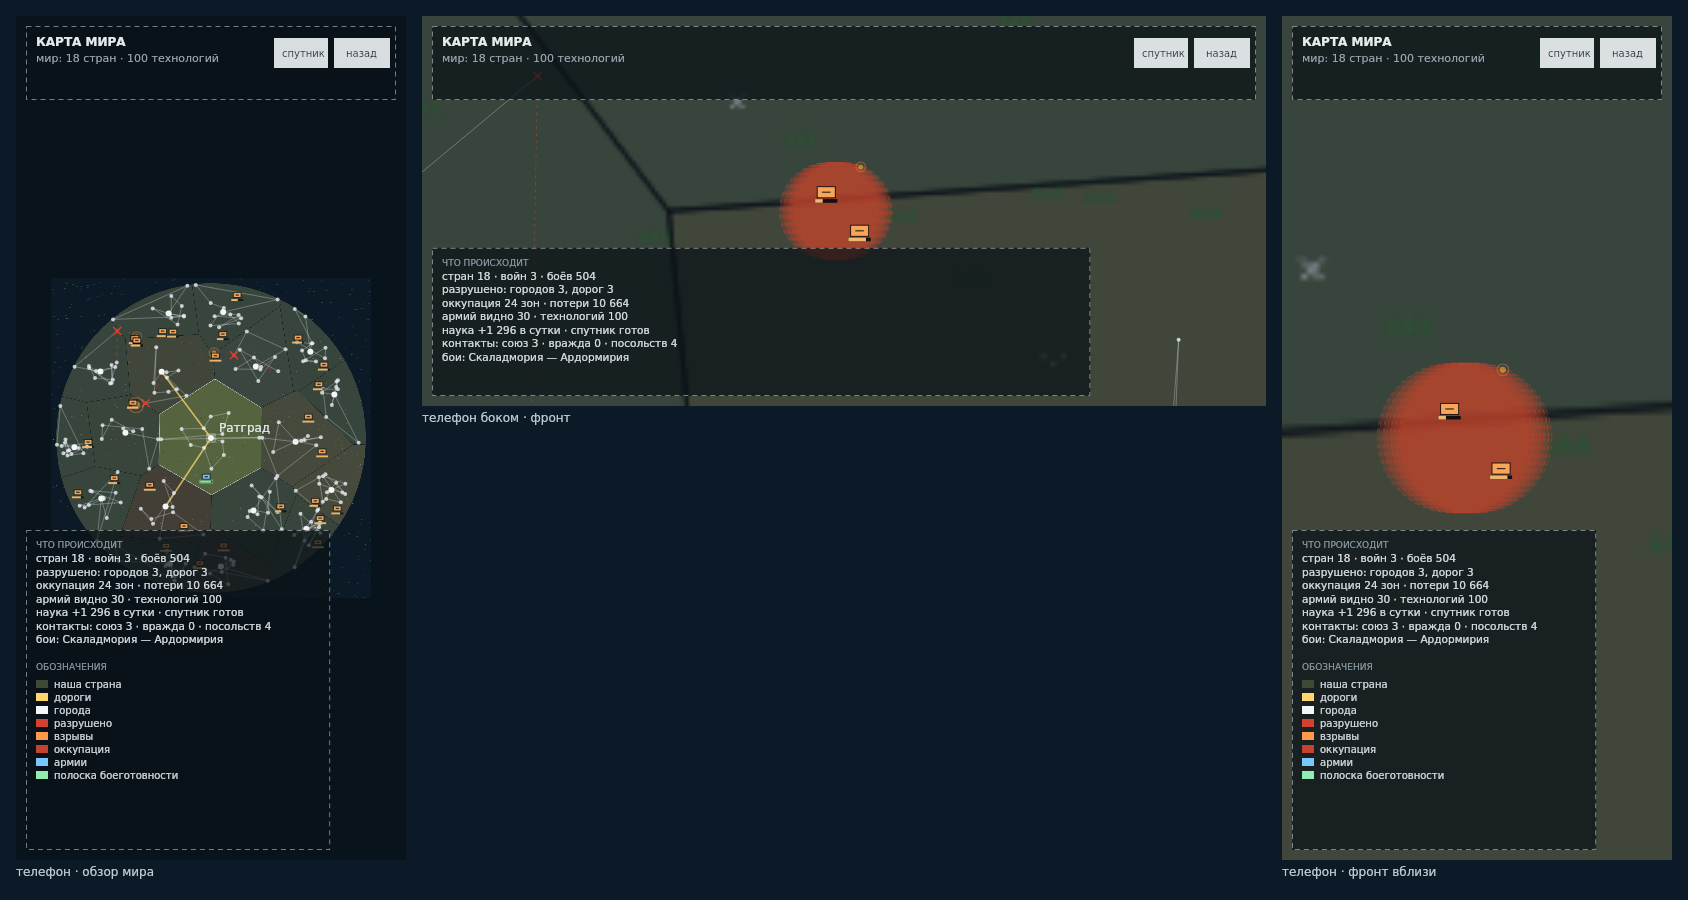 КАРТА МИРА
мир: 18 стран · 100 технологий
спутник
назад
Ратград
ЧТО ПРОИСХОДИТ
стран 18 · войн 3 · боёв 504
разрушено: городов 3, дорог 3
оккупация 24 зон · потери 10 664
армий видно 30 · технологий 100
наука +1 296 в сутки · спутник готов
контакты: союз 3 · вражда 0 · посольств 4
бои: Скаладмория — Ардормирия
ОБОЗНАЧЕНИЯ
наша страна
дороги
города
разрушено
взрывы
оккупация
армии
полоска боеготовности
телефон · обзор мира
КАРТА МИРА
мир: 18 стран · 100 технологий
спутник
назад
ЧТО ПРОИСХОДИТ
стран 18 · войн 3 · боёв 504
разрушено: городов 3, дорог 3
оккупация 24 зон · потери 10 664
армий видно 30 · технологий 100
наука +1 296 в сутки · спутник готов
контакты: союз 3 · вражда 0 · посольств 4
бои: Скаладмория — Ардормирия
телефон боком · фронт
КАРТА МИРА
мир: 18 стран · 100 технологий
спутник
назад
ЧТО ПРОИСХОДИТ
стран 18 · войн 3 · боёв 504
разрушено: городов 3, дорог 3
оккупация 24 зон · потери 10 664
армий видно 30 · технологий 100
наука +1 296 в сутки · спутник готов
контакты: союз 3 · вражда 0 · посольств 4
бои: Скаладмория — Ардормирия
ОБОЗНАЧЕНИЯ
наша страна
дороги
города
разрушено
взрывы
оккупация
армии
полоска боеготовности
телефон · фронт вблизи